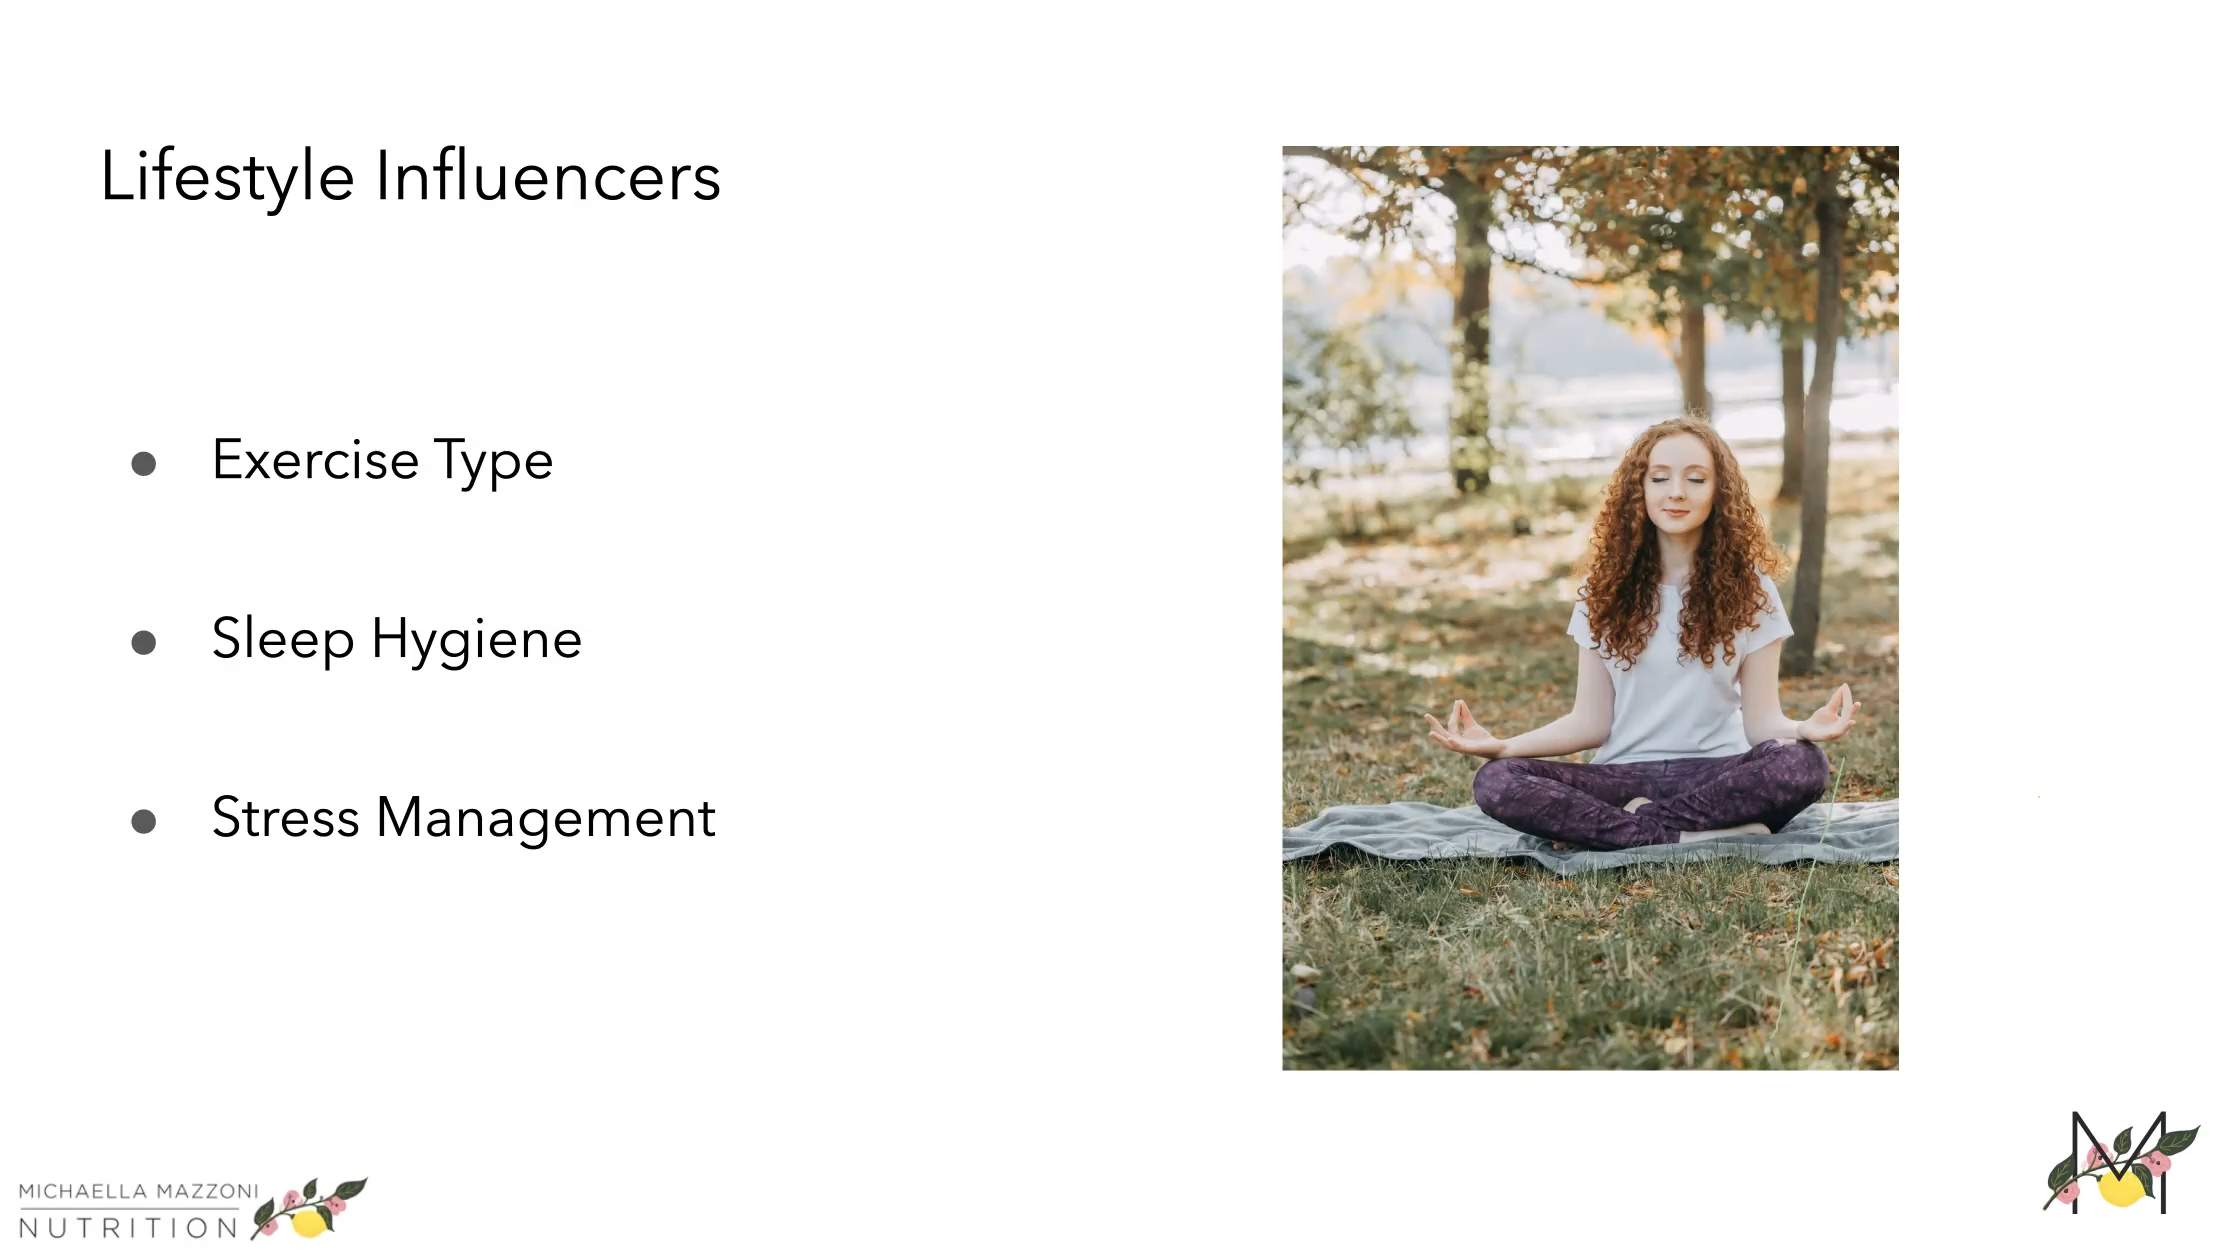 Lifestyle Influencers
● Exercise Type
● Sleep Hygiene
● Stress Management
MICHAELLA MAZZONI
NUTRITION
M